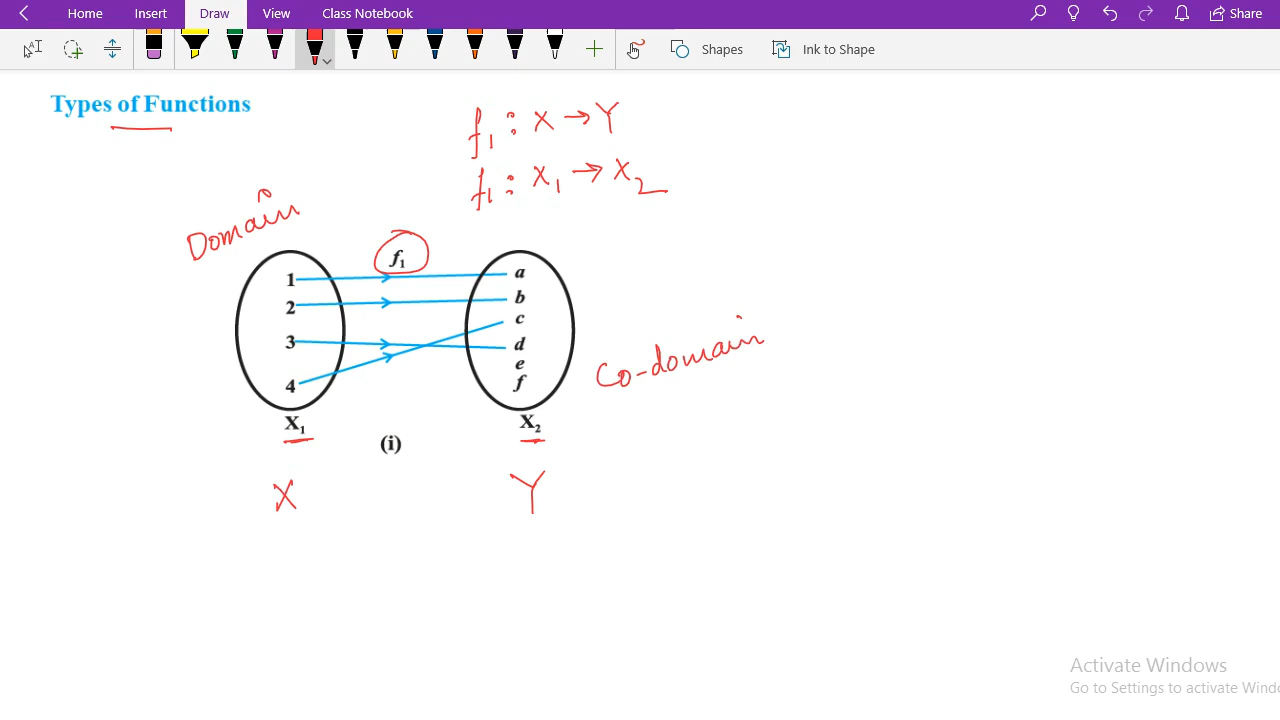 Home Insert Draw View Class Notebook Share
Shapes Ink to Shape
Types of Functions
f₁ : X → Y
f₁ : X₁ → X₂
Domain
f₁
1 a
2 b
c
3 d
e
4 f
Co-domain
X₁ X₂
(i)
X Y
Activate Windows
Go to Settings to activate Wind